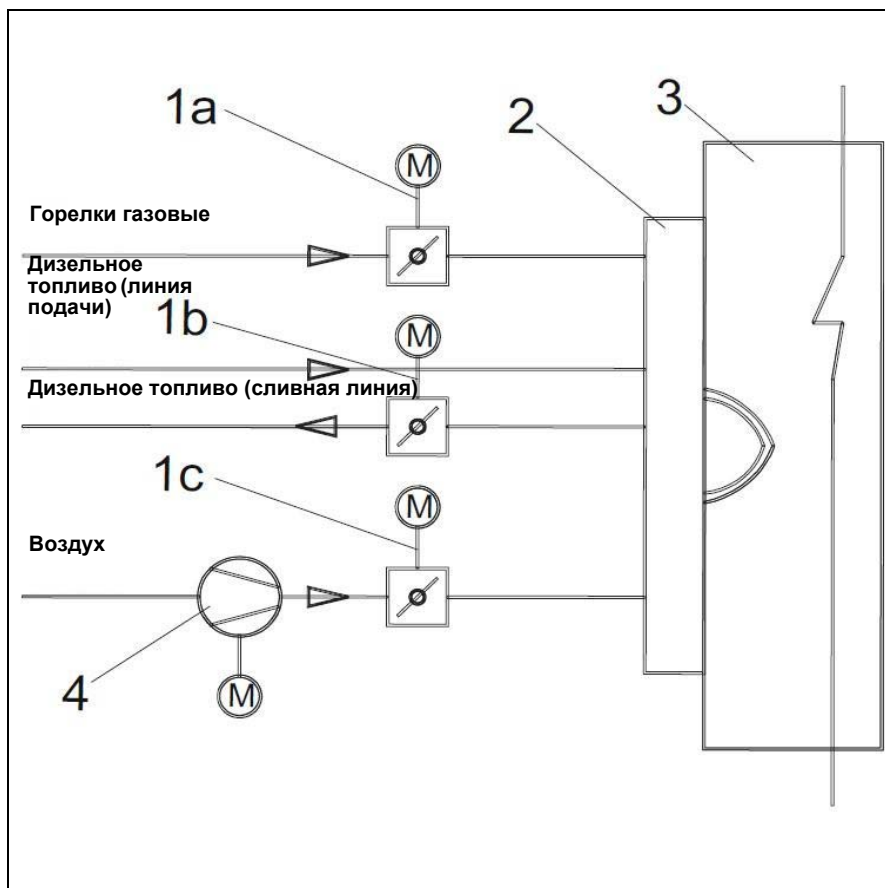 1a
M
2
3
Горелки газовые
Дизельное
топливо (линия
подачи)
1b
M
Дизельное топливо (сливная линия)
1c
M
Воздух
4
M